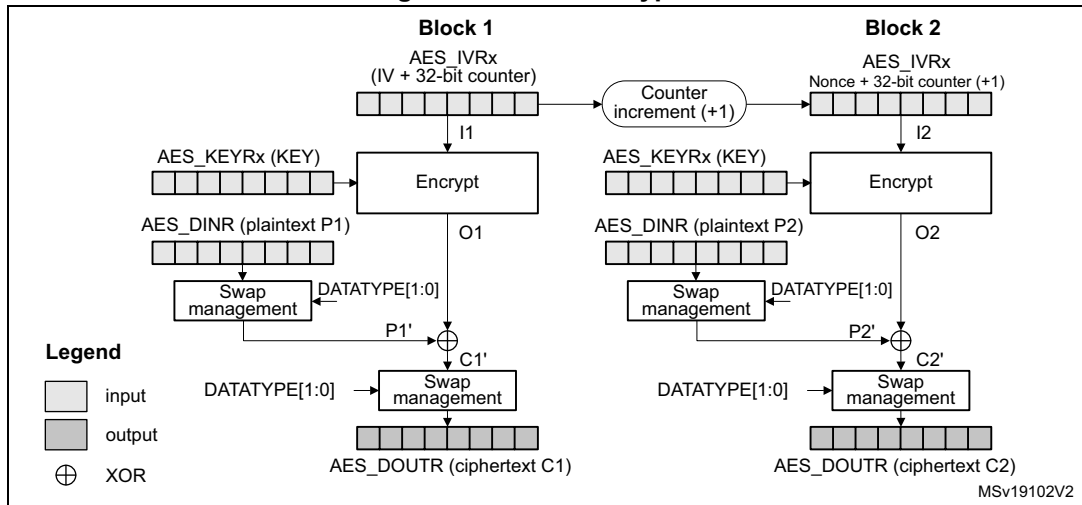 Block 1
AES_IVRx
(IV + 32-bit counter)
Counter
increment (+1)
I1
AES_KEYRx (KEY)
Encrypt
AES_DINR (plaintext P1)
O1
Swap
management
DATATYPE[1:0]
P1'
C1'
DATATYPE[1:0]
Swap
management
AES_DOUTR (ciphertext C1)
Block 2
AES_IVRx
Nonce + 32-bit counter (+1)
I2
AES_KEYRx (KEY)
Encrypt
AES_DINR (plaintext P2)
O2
Swap
management
DATATYPE[1:0]
P2'
C2'
DATATYPE[1:0]
Swap
management
AES_DOUTR (ciphertext C2)
Legend
input
output
XOR
MSv19102V2